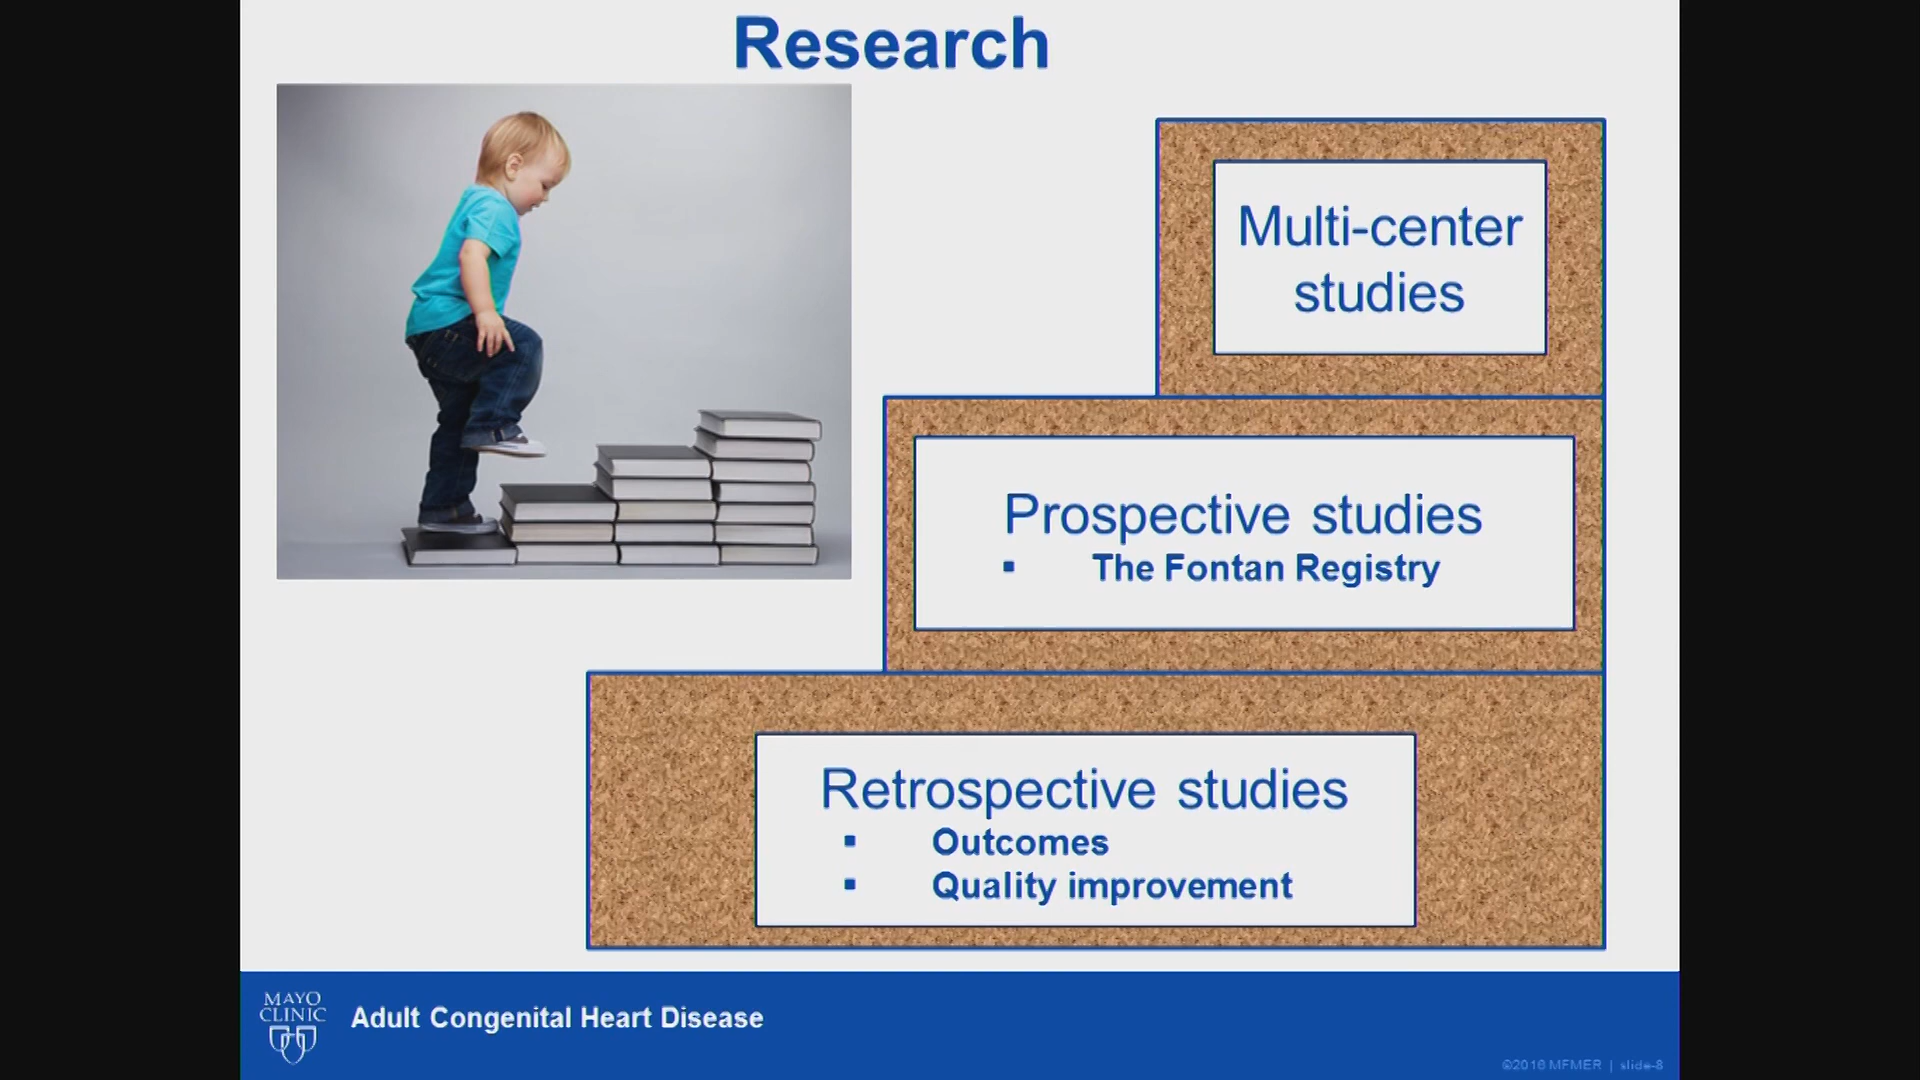 Research
Multi-center
studies
Prospective studies
▪ The Fontan Registry
Retrospective studies
▪ Outcomes
▪ Quality improvement
MAYO
CLINIC
Adult Congenital Heart Disease
©2016 MFMER | slide-8